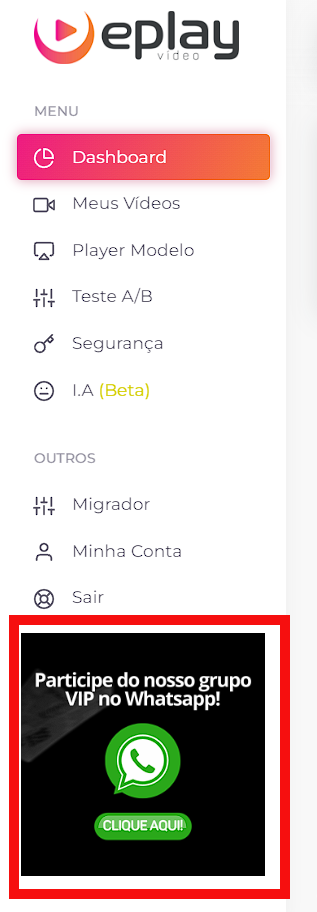 eplay
video
MENU
Dashboard
Meus Vídeos
Player Modelo
Teste A/B
Segurança
I.A (Beta)
OUTROS
Migrador
Minha Conta
Sair
Participe do nosso grupo
VIP no Whatsapp!
CLIQUE AQUI!